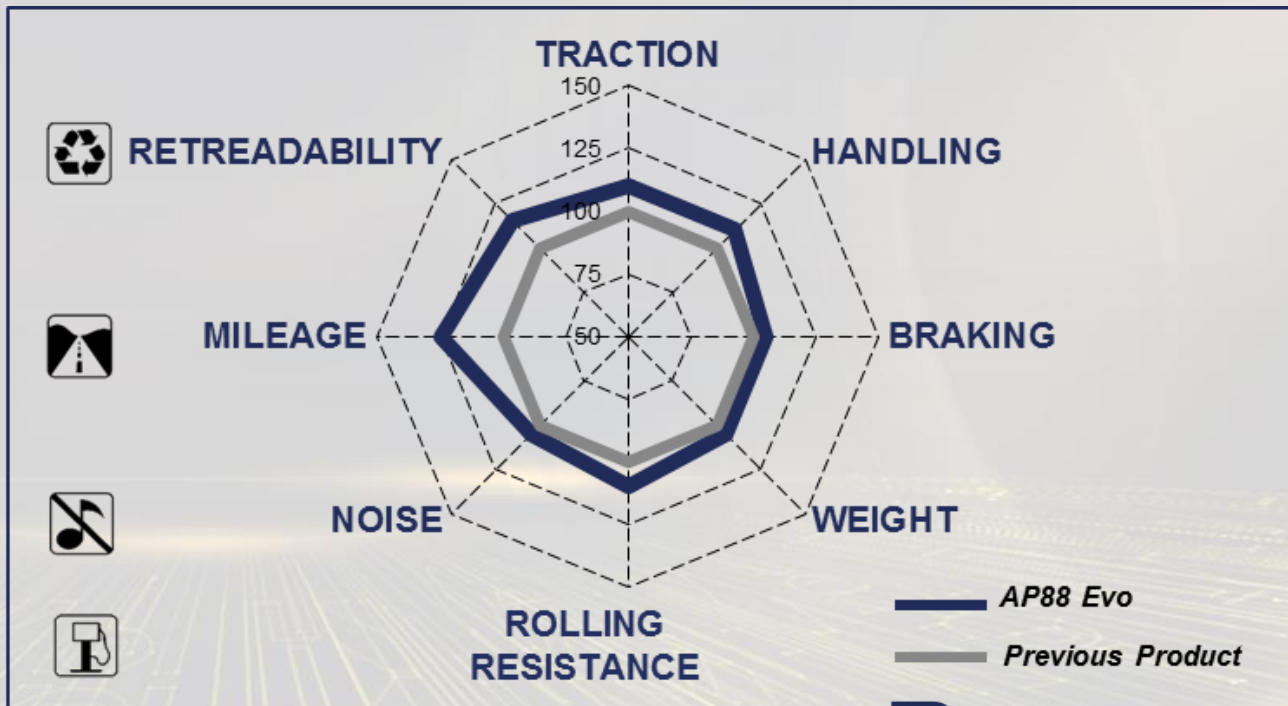 TRACTION
150
RETREADABILITY
125
HANDLING
100
75
MILEAGE
50
BRAKING
NOISE
WEIGHT
ROLLING
RESISTANCE
AP88 Evo
Previous Product